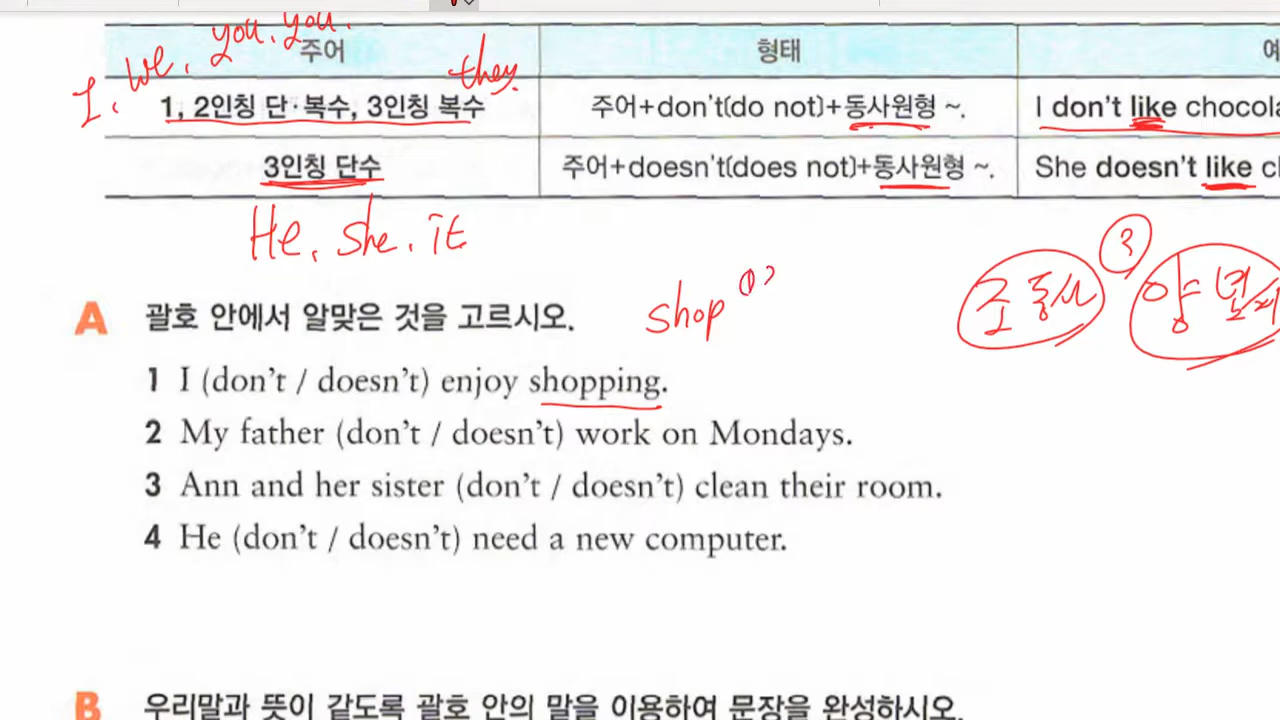 you. you.
I, we,
they.
주어 형태 예
1, 2인칭 단·복수, 3인칭 복수 주어+don't(do not)+동사원형 ~. I don't like chocola
3인칭 단수 주어+doesn't(does not)+동사원형 ~. She doesn't like c
He, she, it
3
조동사
A 괄호 안에서 알맞은 것을 고르시오.
shop
1 I (don't / doesn't) enjoy shopping.
2 My father (don't / doesn't) work on Mondays.
3 Ann and her sister (don't / doesn't) clean their room.
4 He (don't / doesn't) need a new computer.
B 우리말과 뜻이 같도록 괄호 안의 말을 이용하여 문장을 완성하시오.